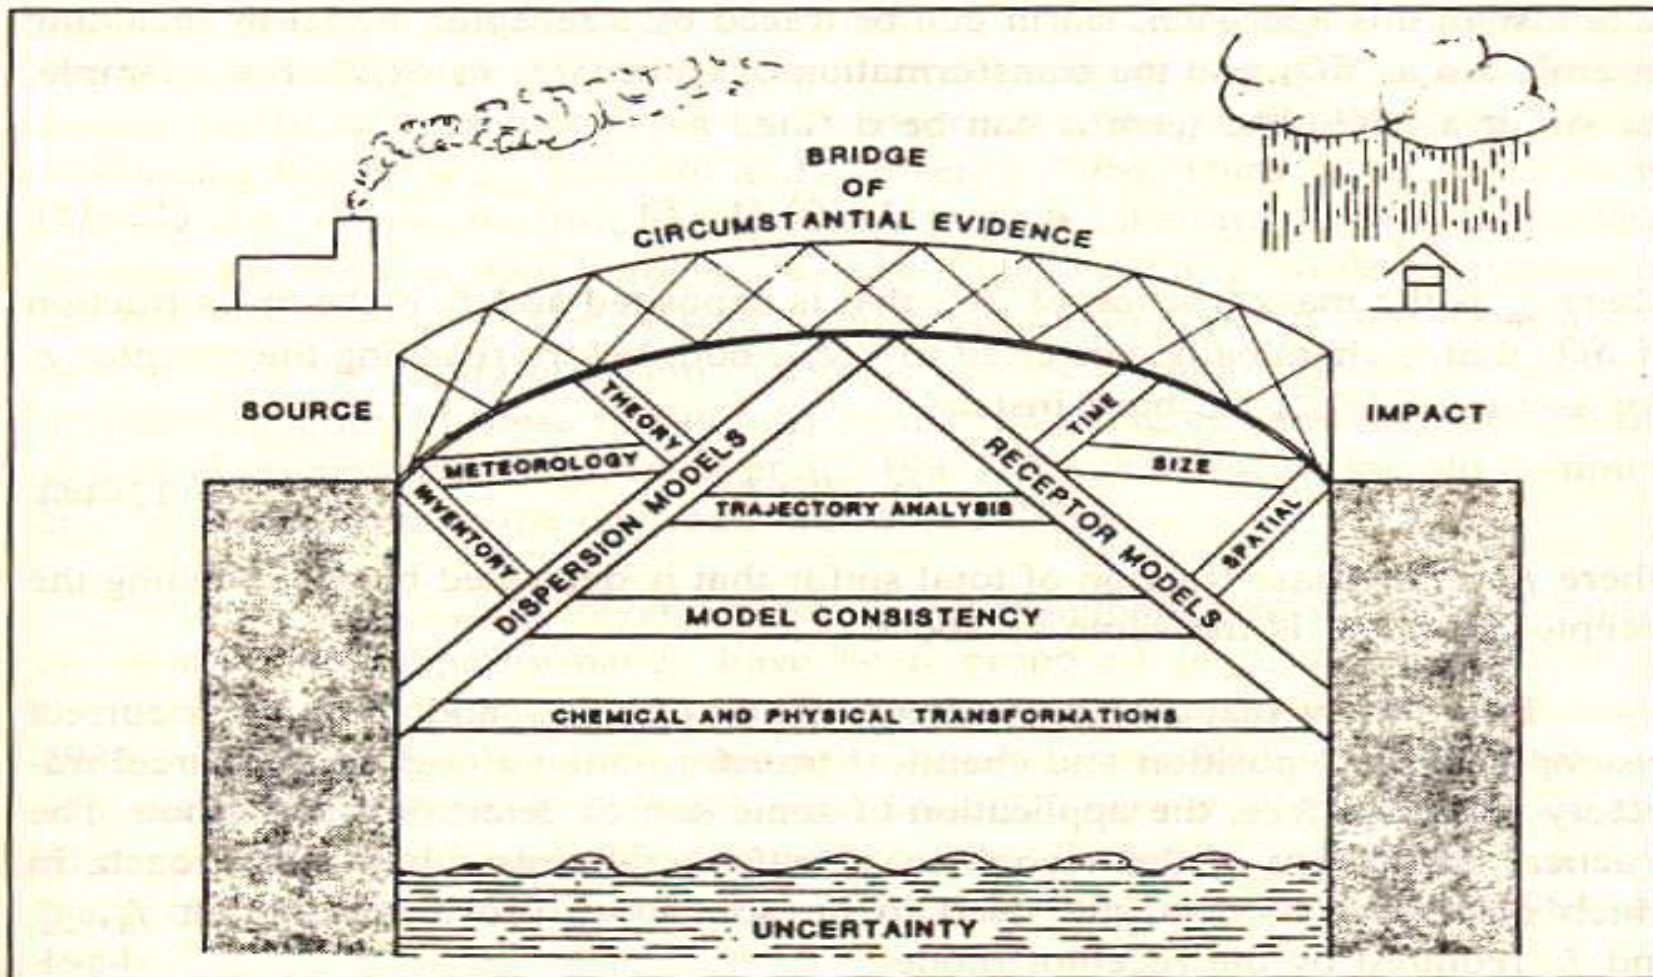 BRIDGE
OF
CIRCUMSTANTIAL EVIDENCE
SOURCE
IMPACT
THEORY
TIME
METEOROLOGY
SIZE
INVENTORY
DISPERSION MODELS
RECEPTOR MODELS
SPATIAL
TRAJECTORY ANALYSIS
MODEL CONSISTENCY
CHEMICAL AND PHYSICAL TRANSFORMATIONS
UNCERTAINTY